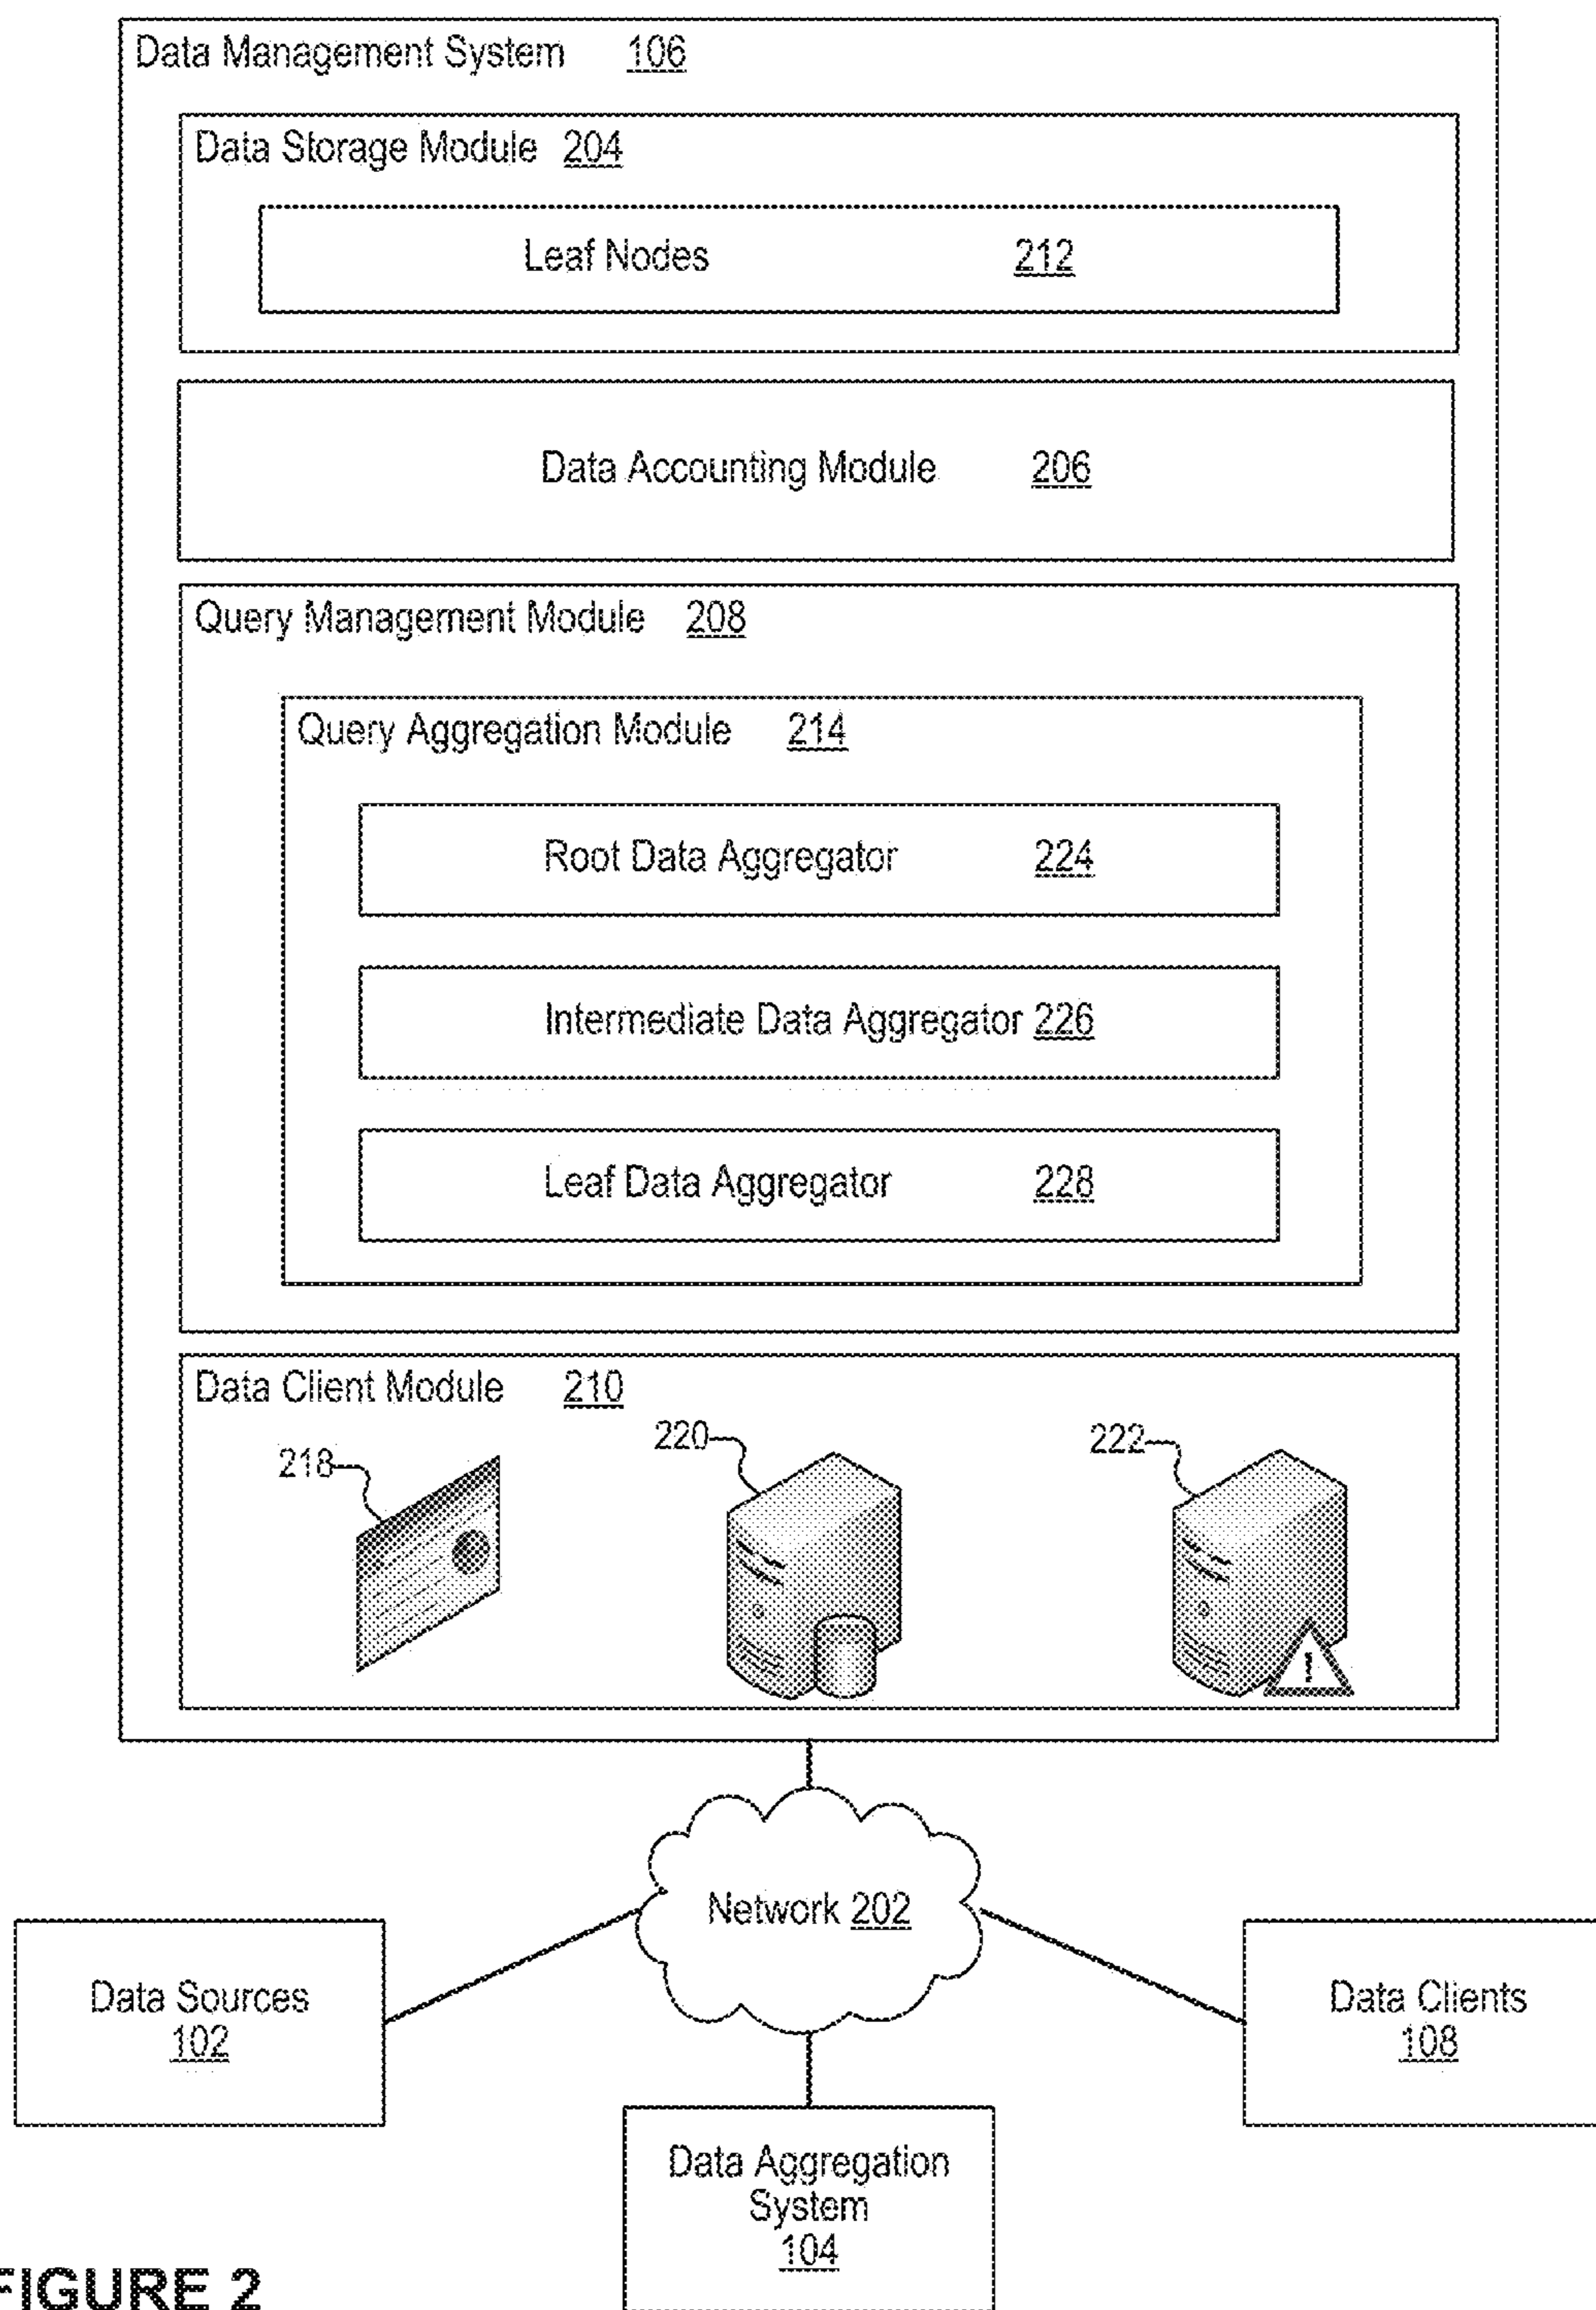 Data Management System 106
Data Storage Module 204
Leaf Nodes 212
Data Accounting Module 206
Query Management Module 208
Query Aggregation Module 214
Root Data Aggregator 224
Intermediate Data Aggregator 226
Leaf Data Aggregator 228
Data Client Module 210
218
220
222
!
Network 202
Data Sources
102
Data Clients
108
Data Aggregation
System
104
FIGURE 2